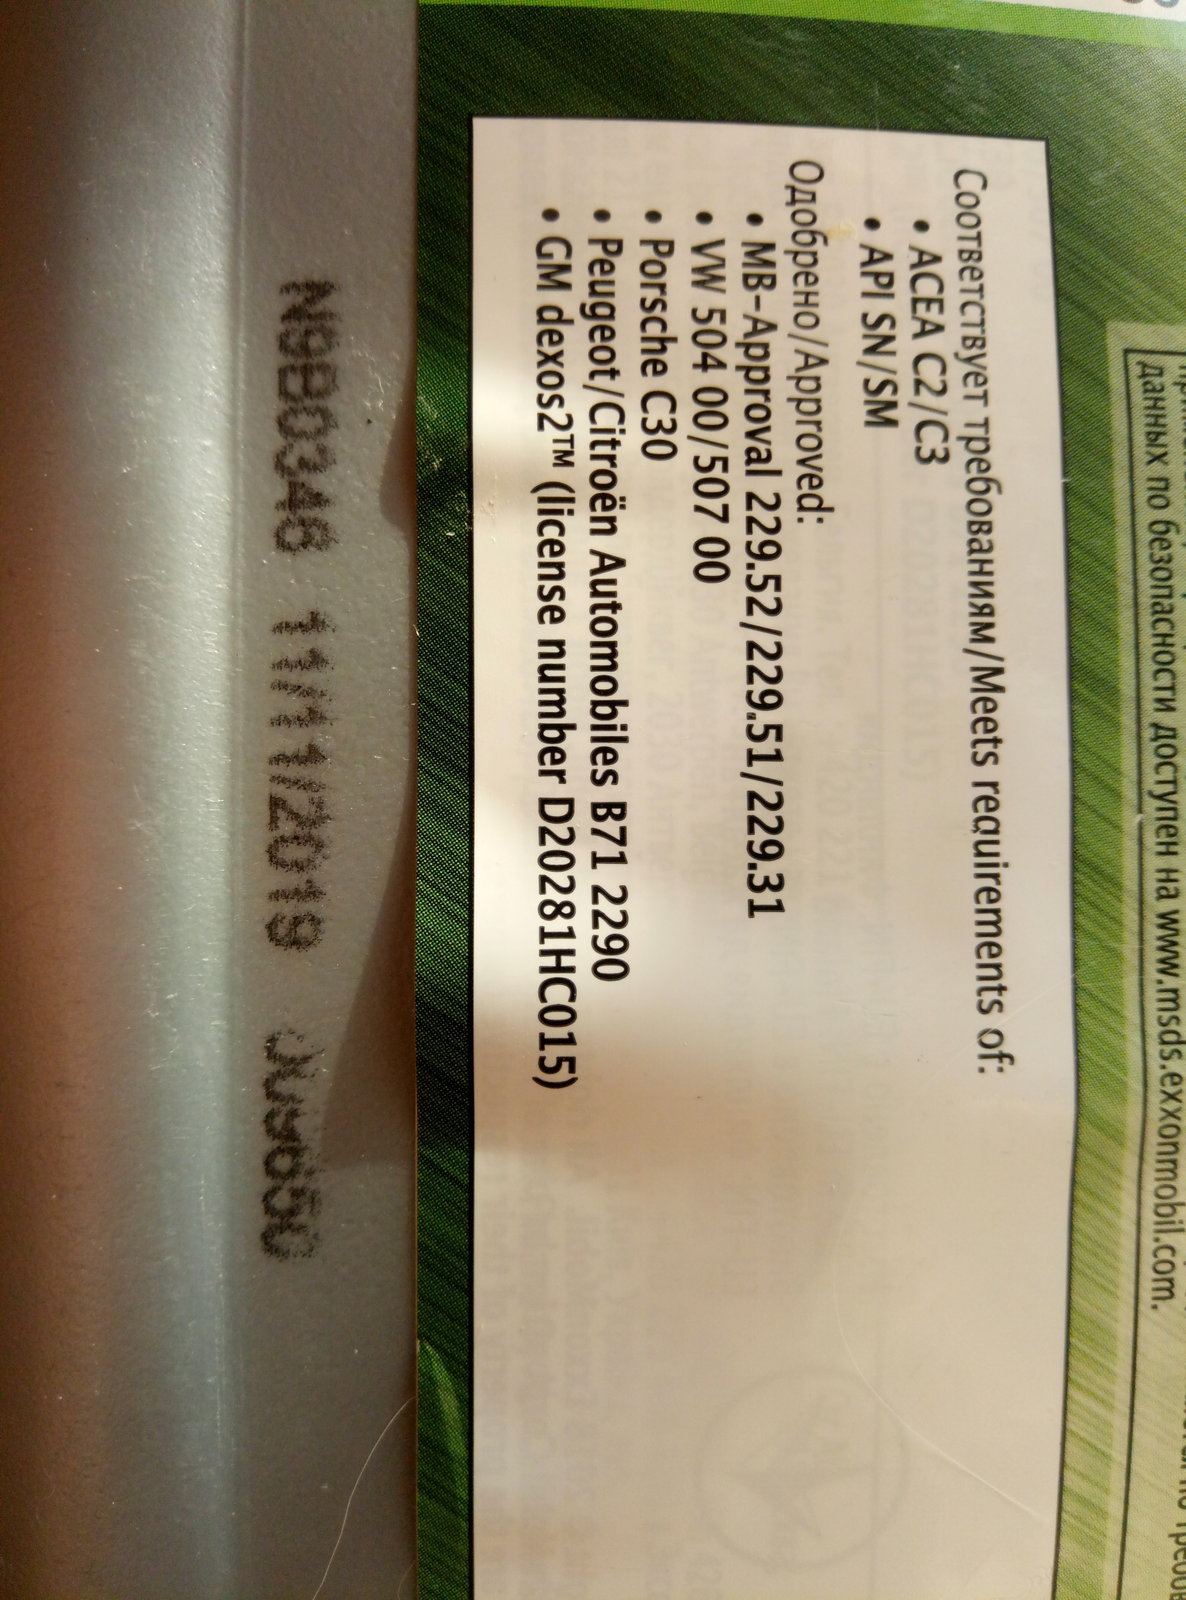 данных по безопасности доступен на www.msds.exxonmobil.com.
Соответствует требованиям/Meets requirements of:
• ACEA C2/C3
• API SN/SM
Одобрено/Approved:
• MB-Approval 229.52/229.51/229.31
• VW 504 00/507 00
• Porsche C30
• Peugeot/Citroën Automobiles B71 2290
• GM dexos2™ (license number D20281HC015)
N9B0348 11/11/2019